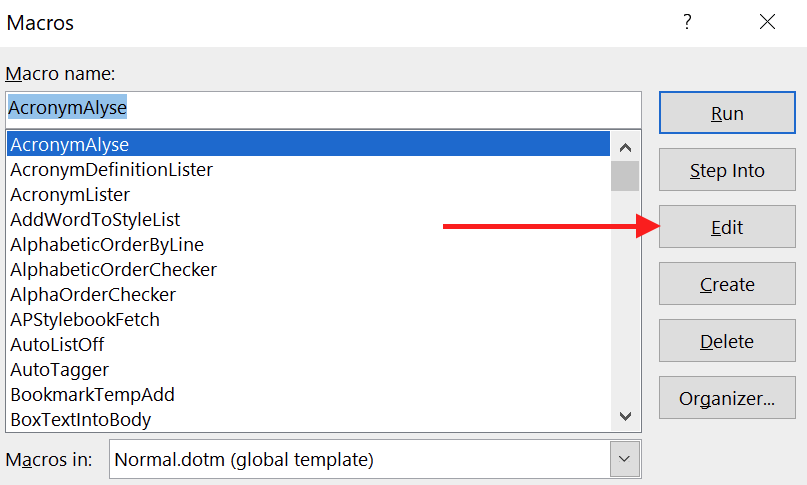 Macros ?
Macro name:
AcronymAlyse
Run
AcronymAlyse
AcronymDefinitionLister
AcronymLister
AddWordToStyleList
AlphabeticOrderByLine
AlphabeticOrderChecker
AlphaOrderChecker
APStylebookFetch
AutoListOff
AutoTagger
BookmarkTempAdd
BoxTextIntoBody
Step Into
Edit
Create
Delete
Organizer...
Macros in: Normal.dotm (global template)